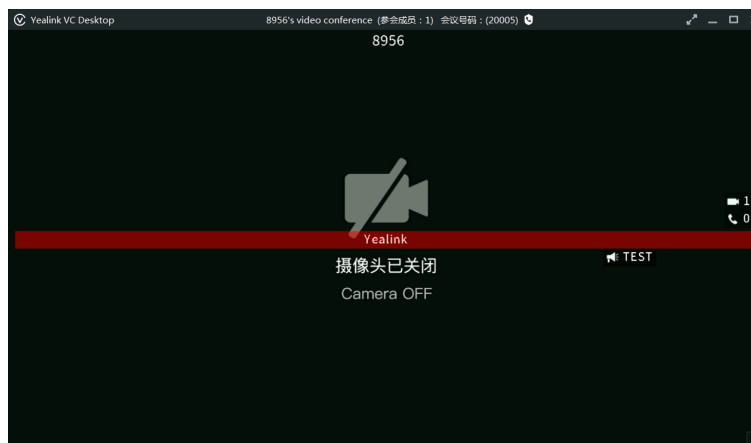 Yealink VC Desktop
8956's video conference (参会成员：1) 会议号码：(20005)
8956
1
0
Yealink
TEST
摄像头已关闭
Camera OFF